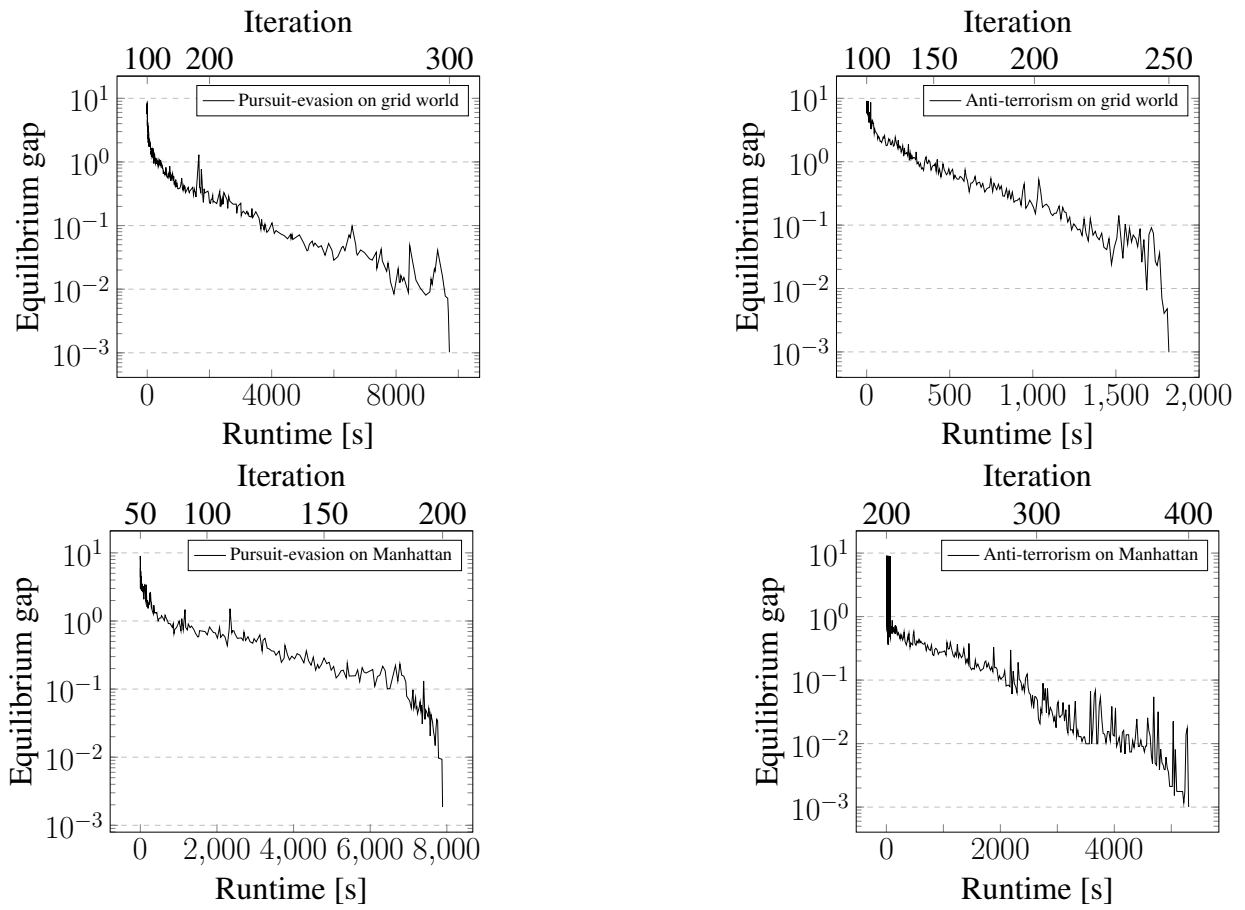 Iteration
100 200 300
Pursuit-evasion on grid world
Equilibrium gap
10^1
10^0
10^−1
10^−2
10^−3
0 4000 8000
Runtime [s]
Iteration
100 150 200 250
Anti-terrorism on grid world
Equilibrium gap
10^1
10^0
10^−1
10^−2
10^−3
0 500 1,000 1,500 2,000
Runtime [s]
Iteration
50 100 150 200
Pursuit-evasion on Manhattan
Equilibrium gap
10^1
10^0
10^−1
10^−2
10^−3
0 2,000 4,000 6,000 8,000
Runtime [s]
Iteration
200 300 400
Anti-terrorism on Manhattan
Equilibrium gap
10^1
10^0
10^−1
10^−2
10^−3
0 2000 4000
Runtime [s]